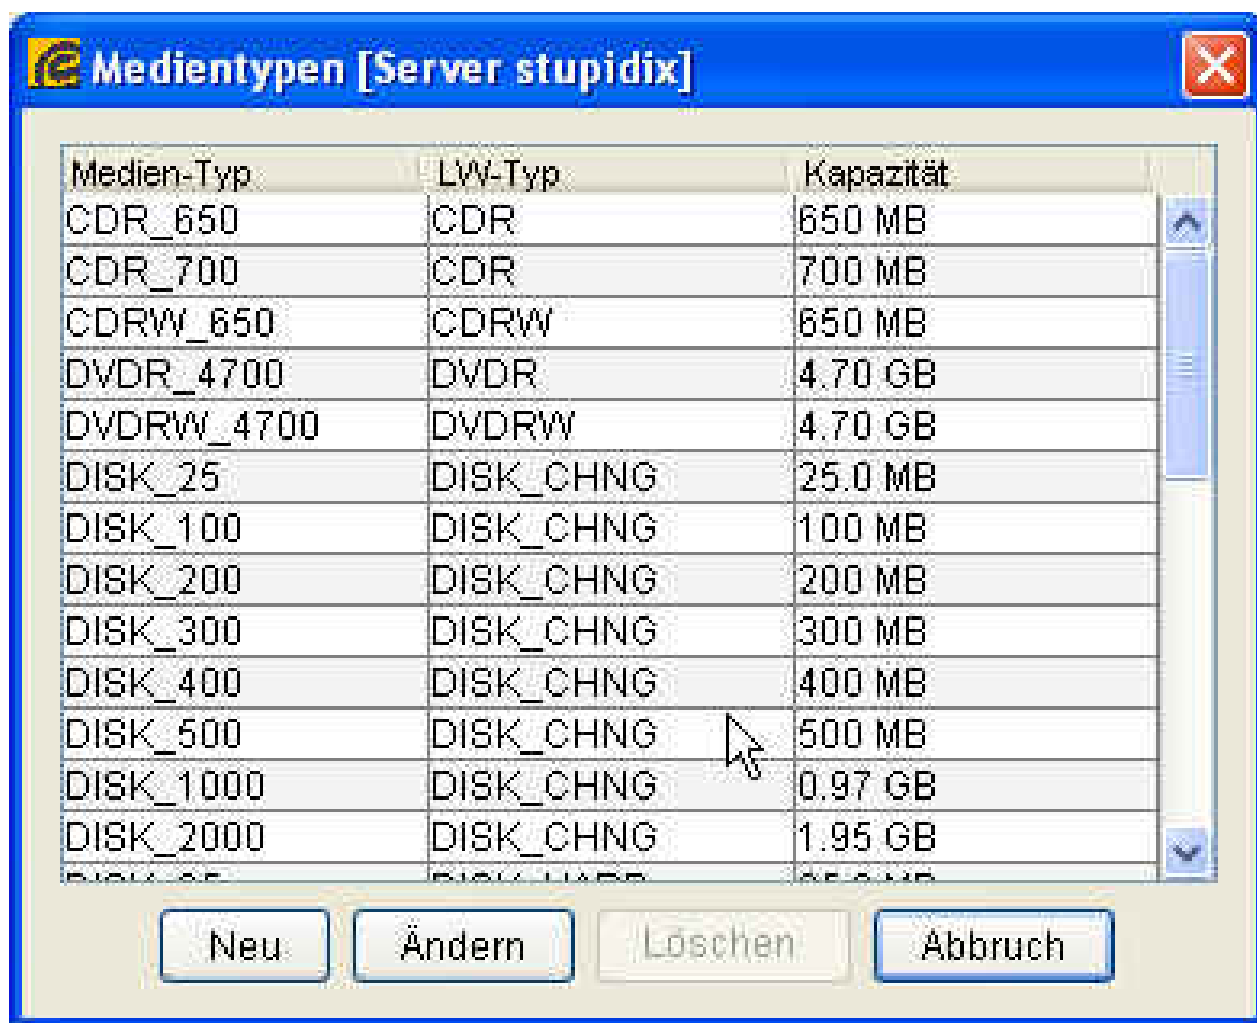 Medientypen [Server stupidix]
Medien-Typ LW-Typ Kapazität
CDR_650 CDR 650 MB
CDR_700 CDR 700 MB
CDRW_650 CDRW 650 MB
DVDR_4700 DVDR 4.70 GB
DVDRW_4700 DVDRW 4.70 GB
DISK_25 DISK_CHNG 25.0 MB
DISK_100 DISK_CHNG 100 MB
DISK_200 DISK_CHNG 200 MB
DISK_300 DISK_CHNG 300 MB
DISK_400 DISK_CHNG 400 MB
DISK_500 DISK_CHNG 500 MB
DISK_1000 DISK_CHNG 0.97 GB
DISK_2000 DISK_CHNG 1.95 GB
Neu Ändern Löschen Abbruch